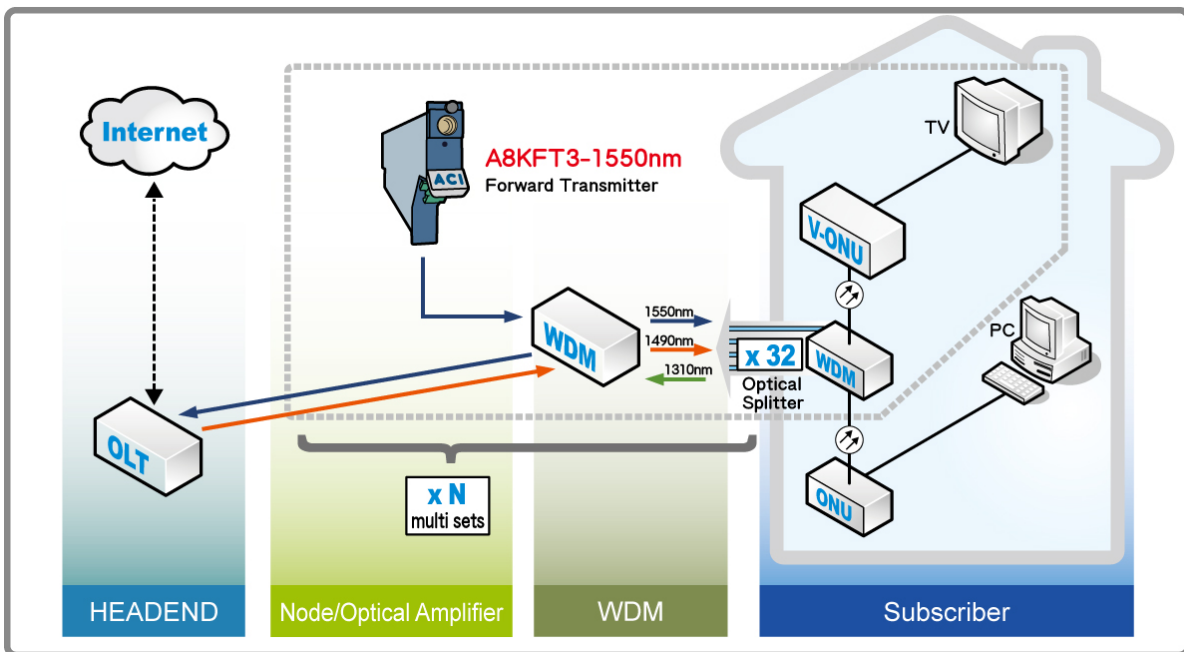 Internet
A8KFT3-1550nm
Forward Transmitter
ACI
TV
V-ONU
PC
WDM
1550nm
1490nm
1310nm
x 32
Optical
Splitter
WDM
OLT
ONU
x N
multi sets
HEADEND
Node/Optical Amplifier
WDM
Subscriber